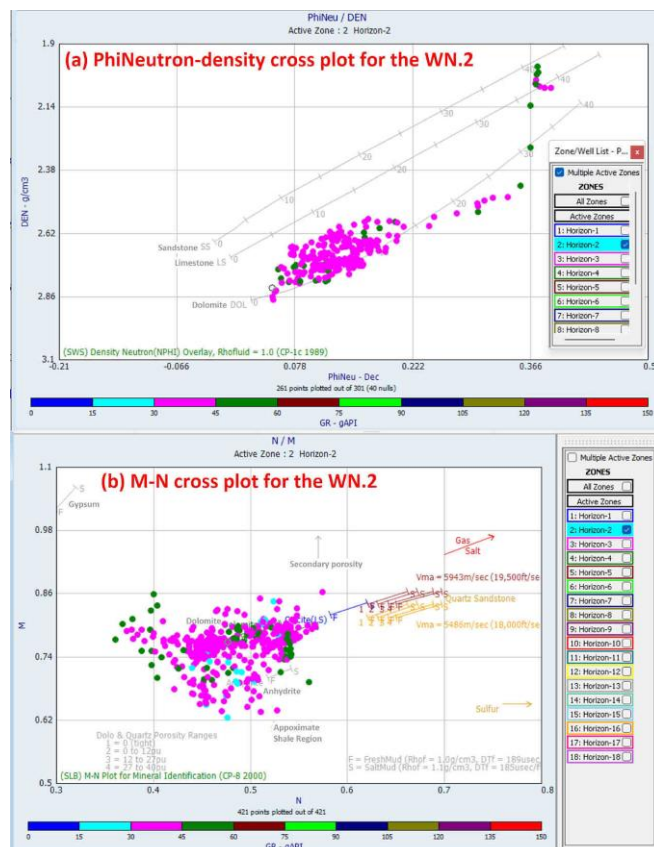 PhiNeu / DEN
Active Zone : 2 Horizon-2
(a) PhiNeutron-density cross plot for the WN.2
1.9
2.14
2.38
2.62
2.86
3.1
DEN - g/cm3
40
40
40
30
30
30
20
20
20
10
10
0
0
0
Sandstone SS
Limestone LS
Dolomite DOL
(SWS) Density Neutron(NPHI) Overlay, Rhofluid = 1.0 (CP-1c 1989)
-0.21
-0.066
0.078
0.222
0.366
0.5
PhiNeu - Dec
261 points plotted out of 301 (40 nulls)
0 15 30 45 60 75 90 105 120 135 150
GR - gAPI
Zone/Well List - P... x
Multiple Active Zones
ZONES
All Zones
Active Zones
1: Horizon-1
2: Horizon-2
3: Horizon-3
4: Horizon-4
5: Horizon-5
6: Horizon-6
7: Horizon-7
8: Horizon-8
N / M
Active Zone : 2 Horizon-2
(b) M-N cross plot for the WN.2
1.1
0.98
0.86
0.74
0.62
0.5
M
S
F
Gypsum
Secondary porosity
Gas
Salt
Vma = 5943m/sec (19,500ft/se
Quartz Sandstone
Vma = 5486m/sec (18,000ft/se
1 2 3 4
Dolomite
Anhydrite
Sulfur
Appoximate
Shale Region
Dolo & Quartz Porosity Ranges
1 = 0 (tight)
2 = 0 to 12pu
3 = 12 to 27pu
4 = 27 to 40pu
F = FreshMud (Rhof = 1.0g/cm3, DTf = 189usec
S = SaltMud (Rhof = 1.1g/cm3, DTf = 185usec/f
(SLB) M-N Plot for Mineral Identification (CP-8 2000)
0.3
0.4
0.5
0.6
0.7
0.8
N
421 points plotted out of 421
0 15 30 45 60 75 90 105 120 135 150
GR - gAPI
Multiple Active Zones
ZONES
All Zones
Active Zones
1: Horizon-1
2: Horizon-2
3: Horizon-3
4: Horizon-4
5: Horizon-5
6: Horizon-6
7: Horizon-7
8: Horizon-8
9: Horizon-9
10: Horizon-10
11: Horizon-11
12: Horizon-12
13: Horizon-13
14: Horizon-14
15: Horizon-15
16: Horizon-16
17: Horizon-17
18: Horizon-18